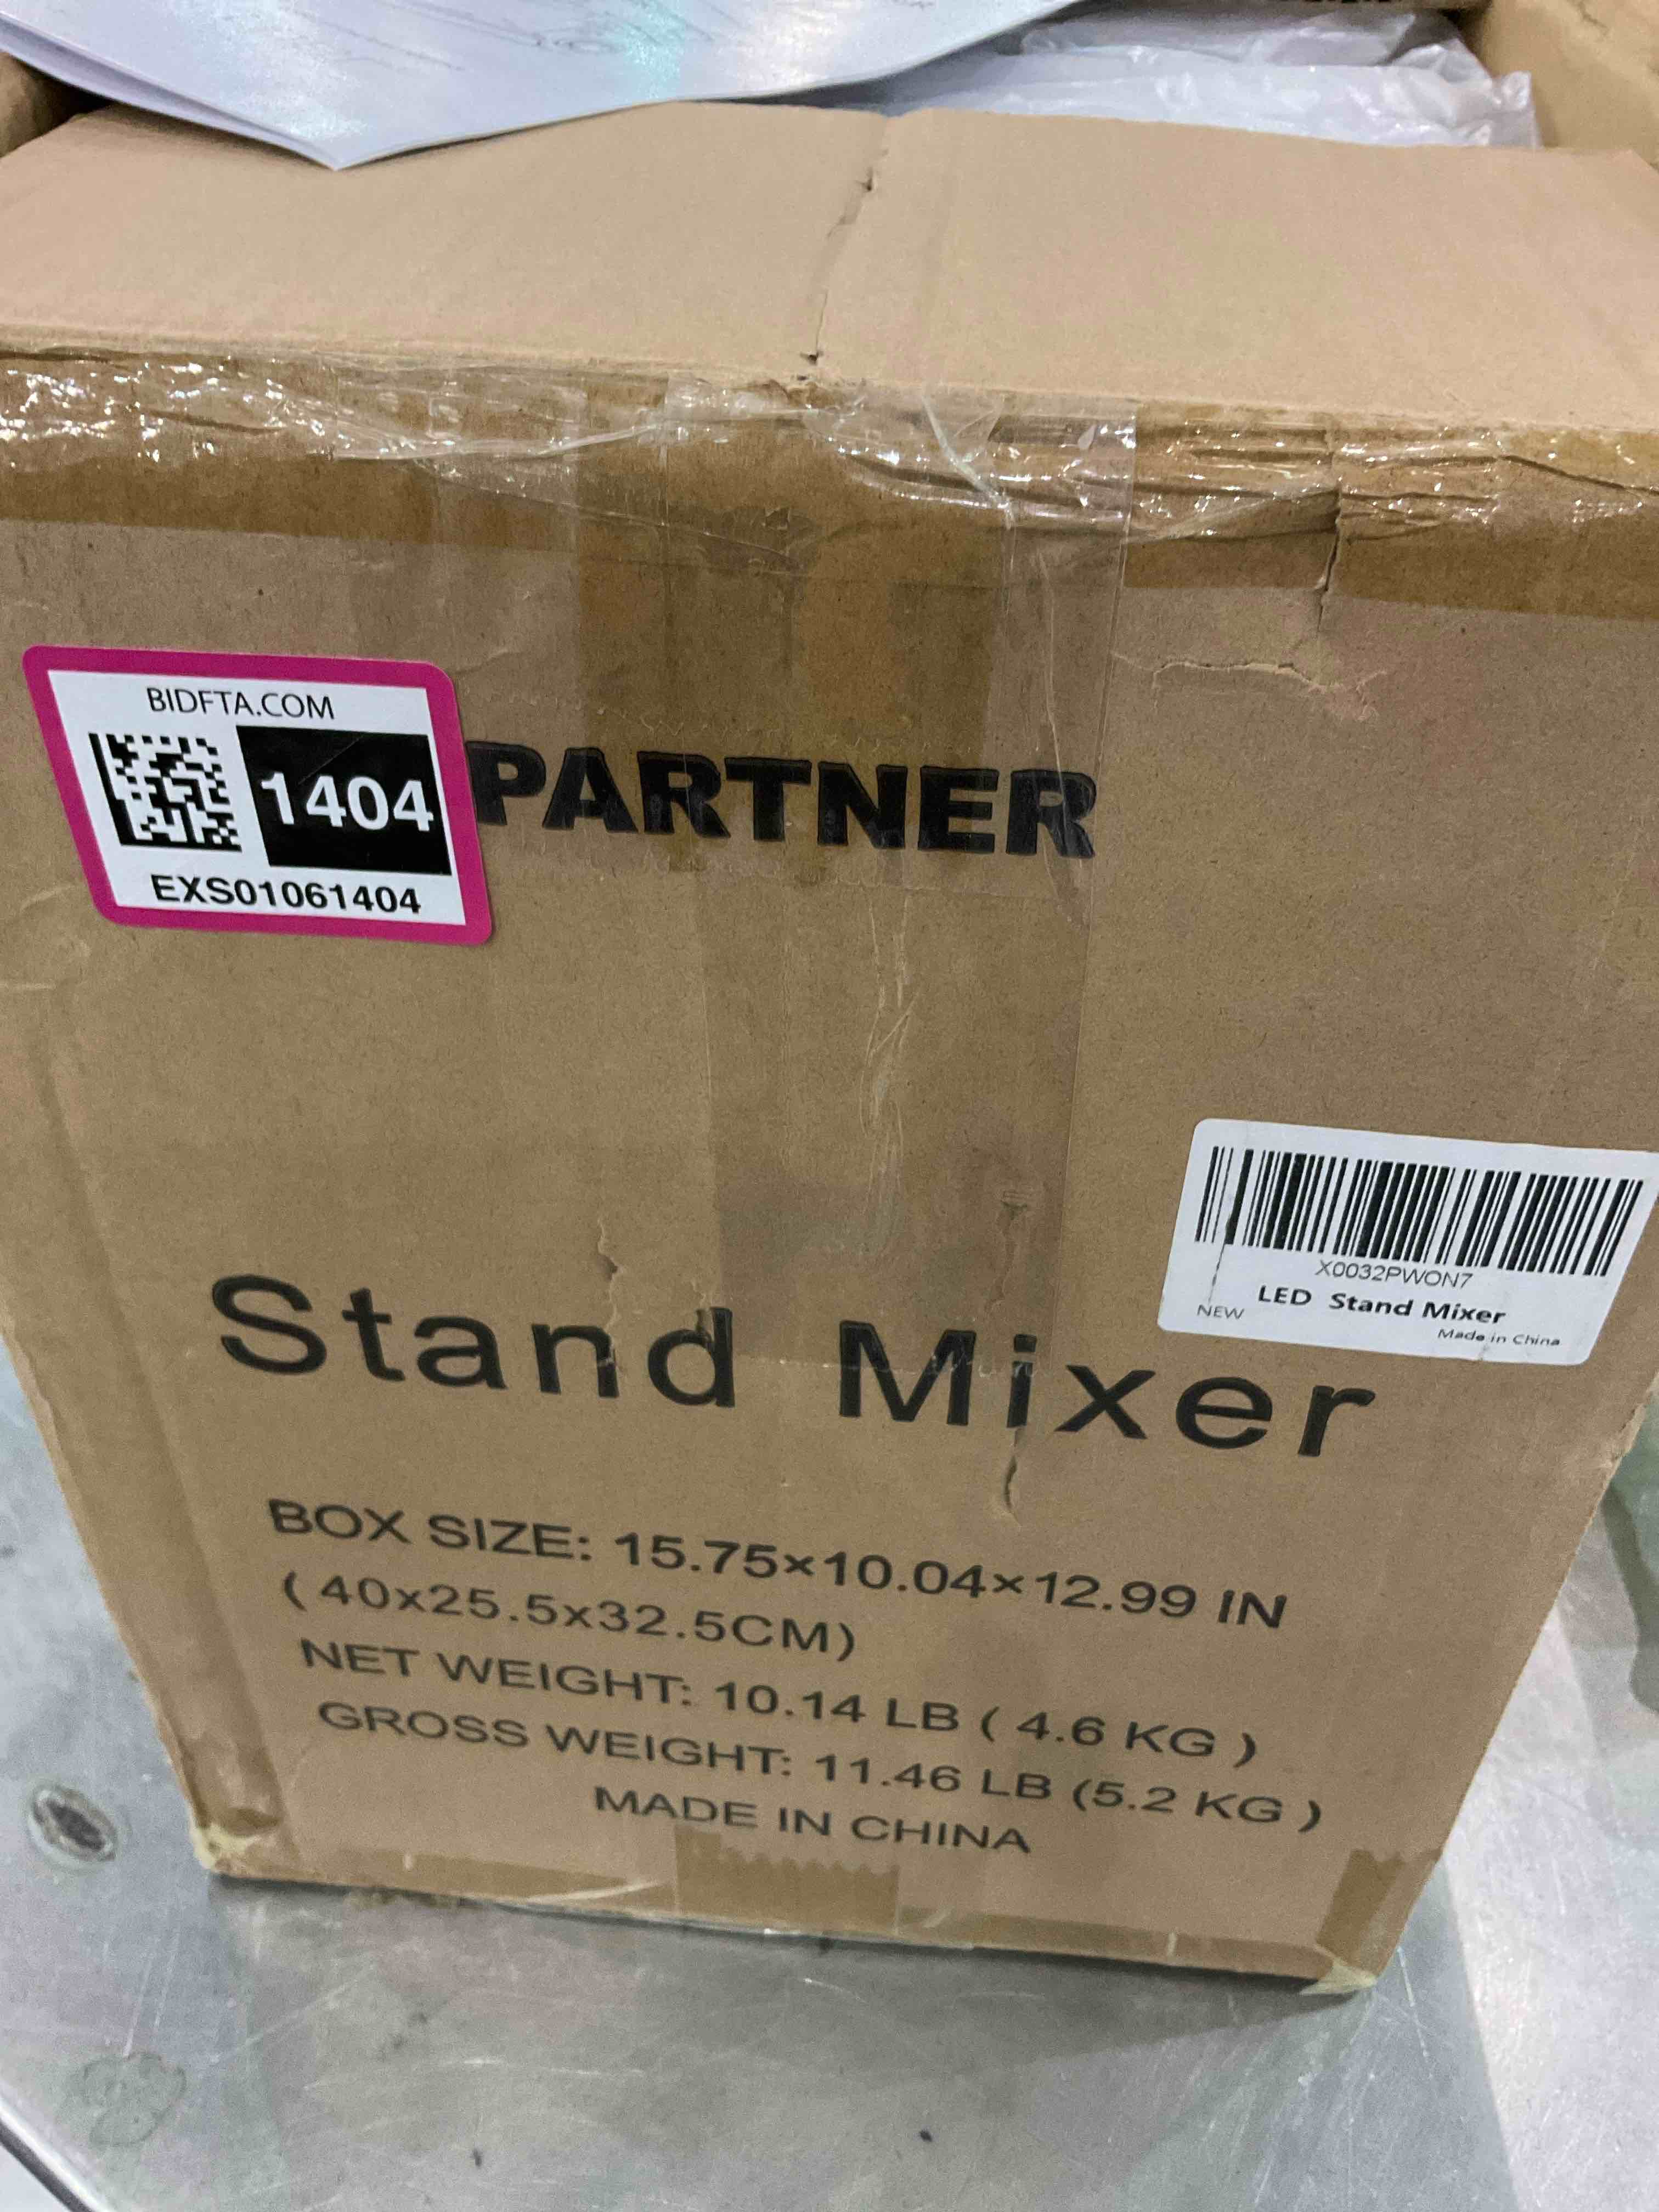 BIDFTA.COM
1404
EXS01061404
PARTNER
X0032PWON7
NEW
LED Stand Mixer
Made in China
Stand Mixer
BOX SIZE: 15.75×10.04×12.99 IN
( 40x25.5x32.5CM)
NET WEIGHT: 10.14 LB ( 4.6 KG )
GROSS WEIGHT: 11.46 LB (5.2 KG )
MADE IN CHINA